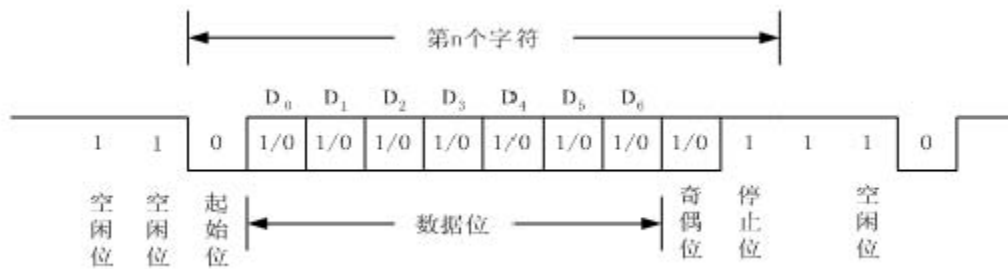 第n个字符
D₀ D₁ D₂ D₃ D₄ D₅ D₆
1 1 0 1/0 1/0 1/0 1/0 1/0 1/0 1/0 1/0 1 1 1 0
空闲位 空闲位 起始位 数据位 奇偶位 停止位 空闲位